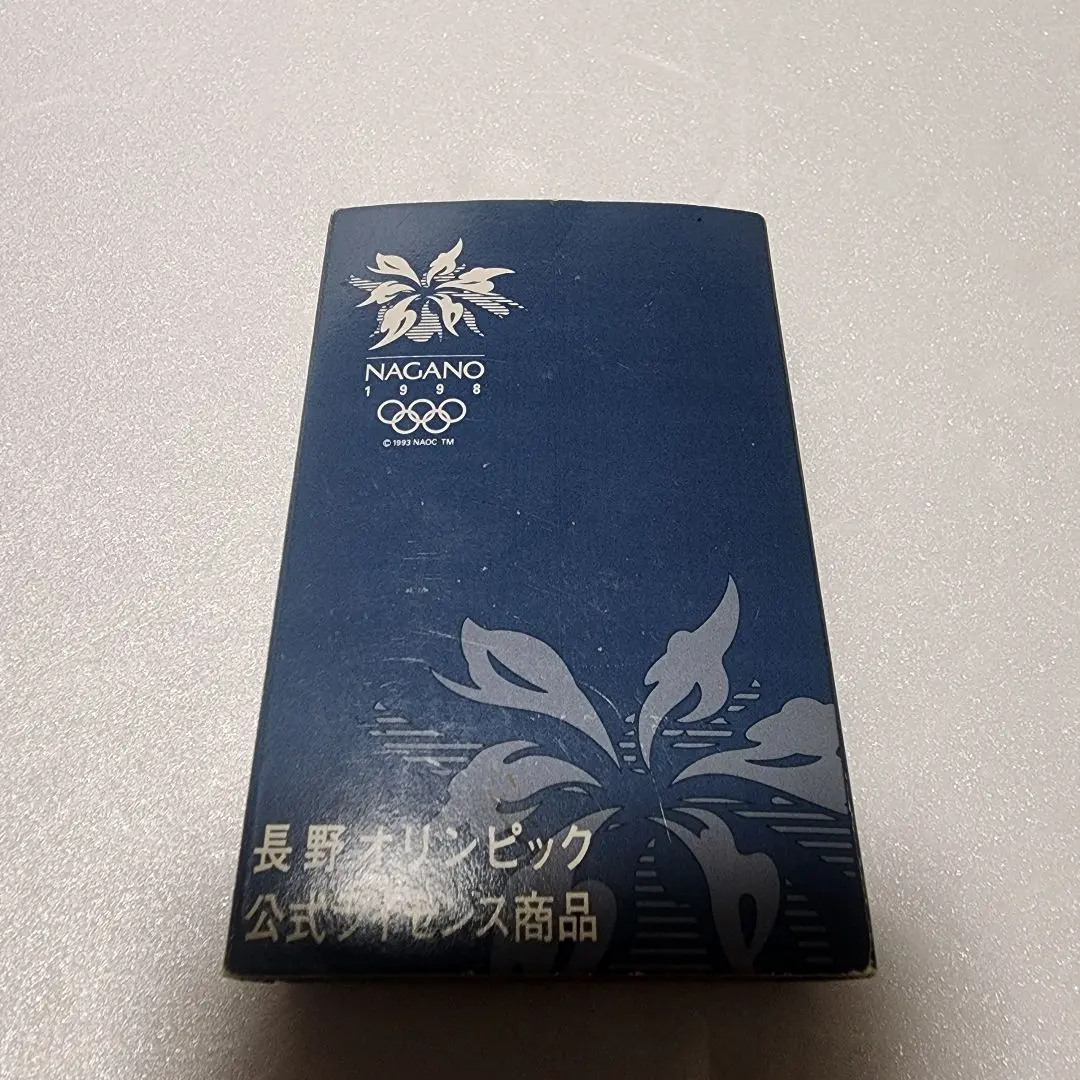 NAGANO
1998
© 1993 NAOC TM
長野オリンピック
公式ライセンス商品